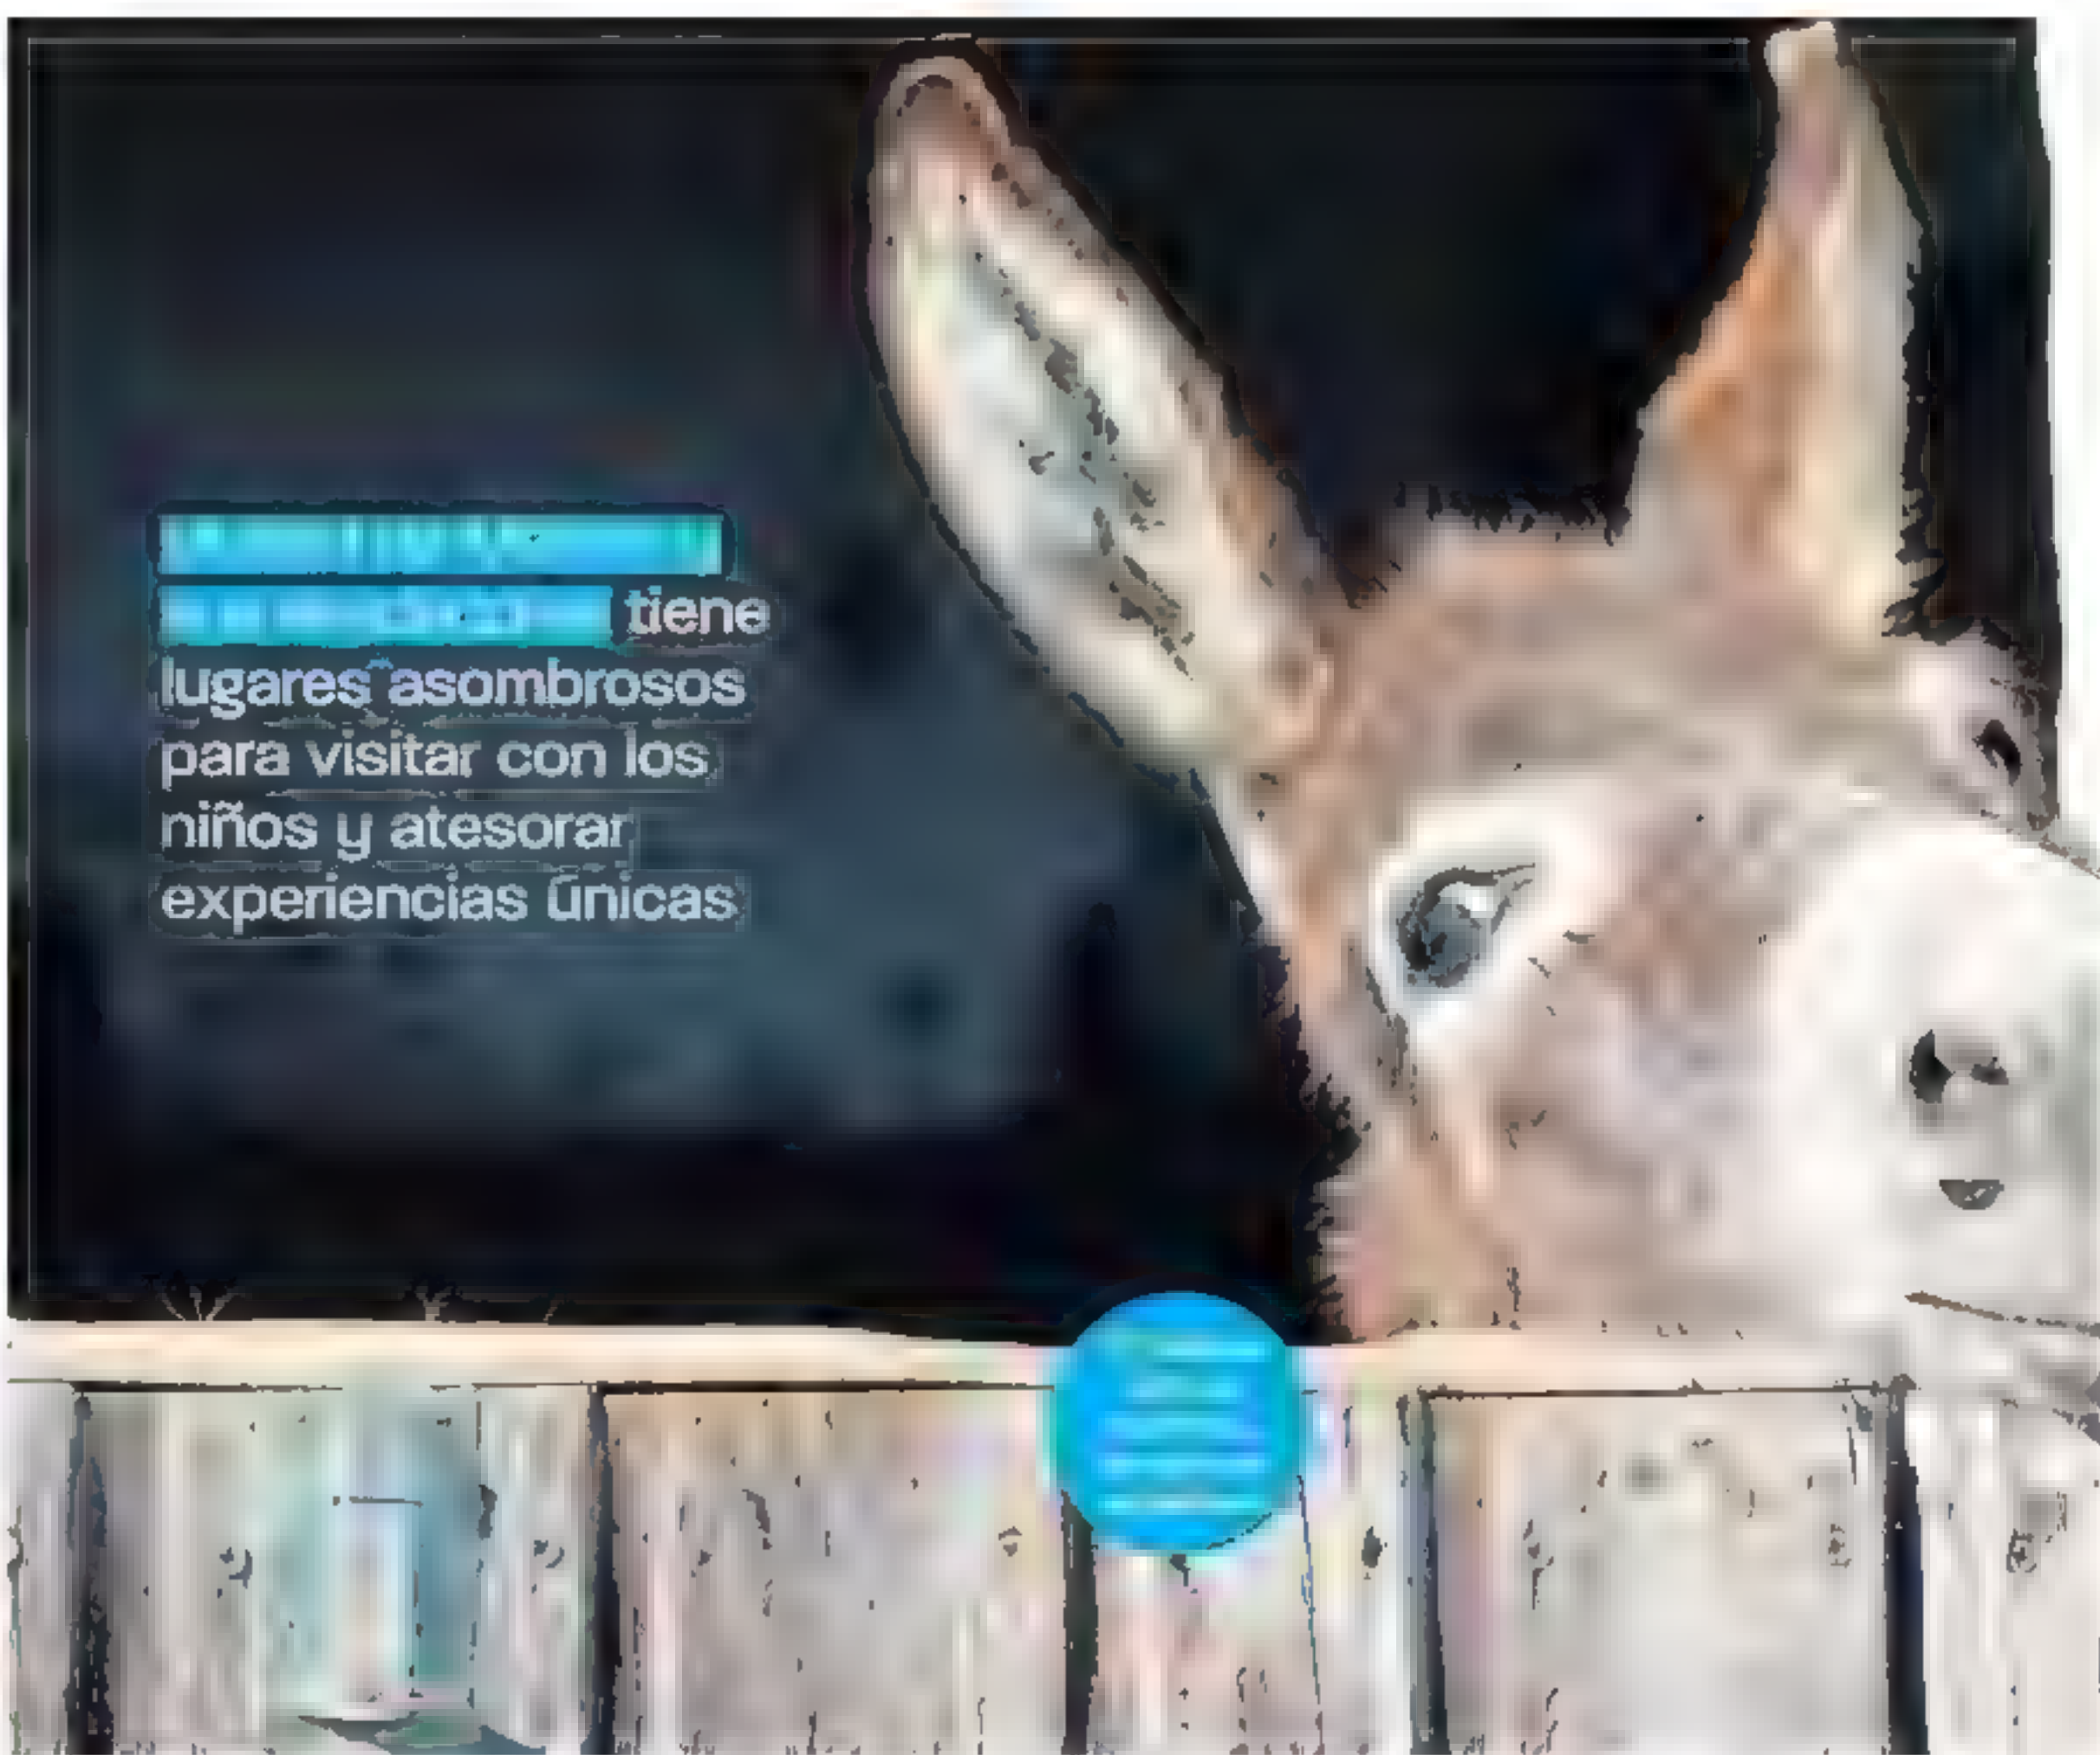 tiene
lugares asombrosos
para visitar con los
niños y atesorar
experiencias únicas